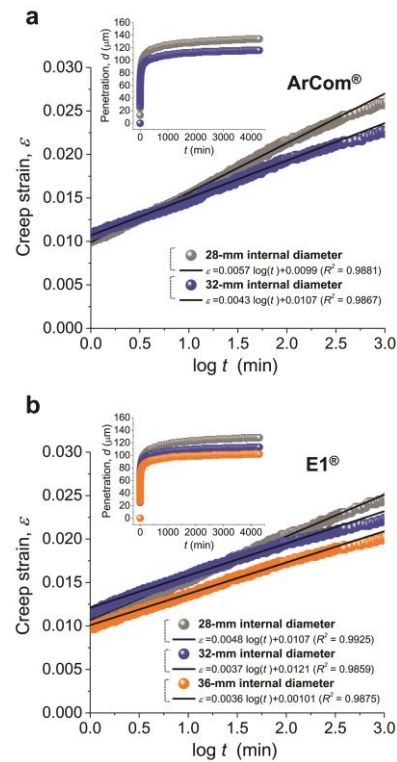 a
ArCom®
Creep strain, ε
0.030
0.025
0.020
0.015
0.010
0.005
0.000
0.0 0.5 1.0 1.5 2.0 2.5 3.0
log t (min)
Penetration, d (μm)
160
140
120
100
80
60
40
20
0
0 1000 2000 3000 4000
t (min)
28-mm internal diameter
ε=0.0057 log(t)+0.0099 (R² = 0.9881)
32-mm internal diameter
ε=0.0043 log(t)+0.0107 (R² = 0.9867)
b
E1®
Creep strain, ε
0.030
0.025
0.020
0.015
0.010
0.005
0.000
0.0 0.5 1.0 1.5 2.0 2.5 3.0
log t (min)
Penetration, d (μm)
160
140
120
100
80
60
40
20
0
0 1000 2000 3000 4000
t (min)
28-mm internal diameter
ε=0.0048 log(t)+0.0107 (R² = 0.9925)
32-mm internal diameter
ε=0.0037 log(t)+0.0121 (R² = 0.9859)
36-mm internal diameter
ε=0.0036 log(t)+0.00101 (R² = 0.9875)